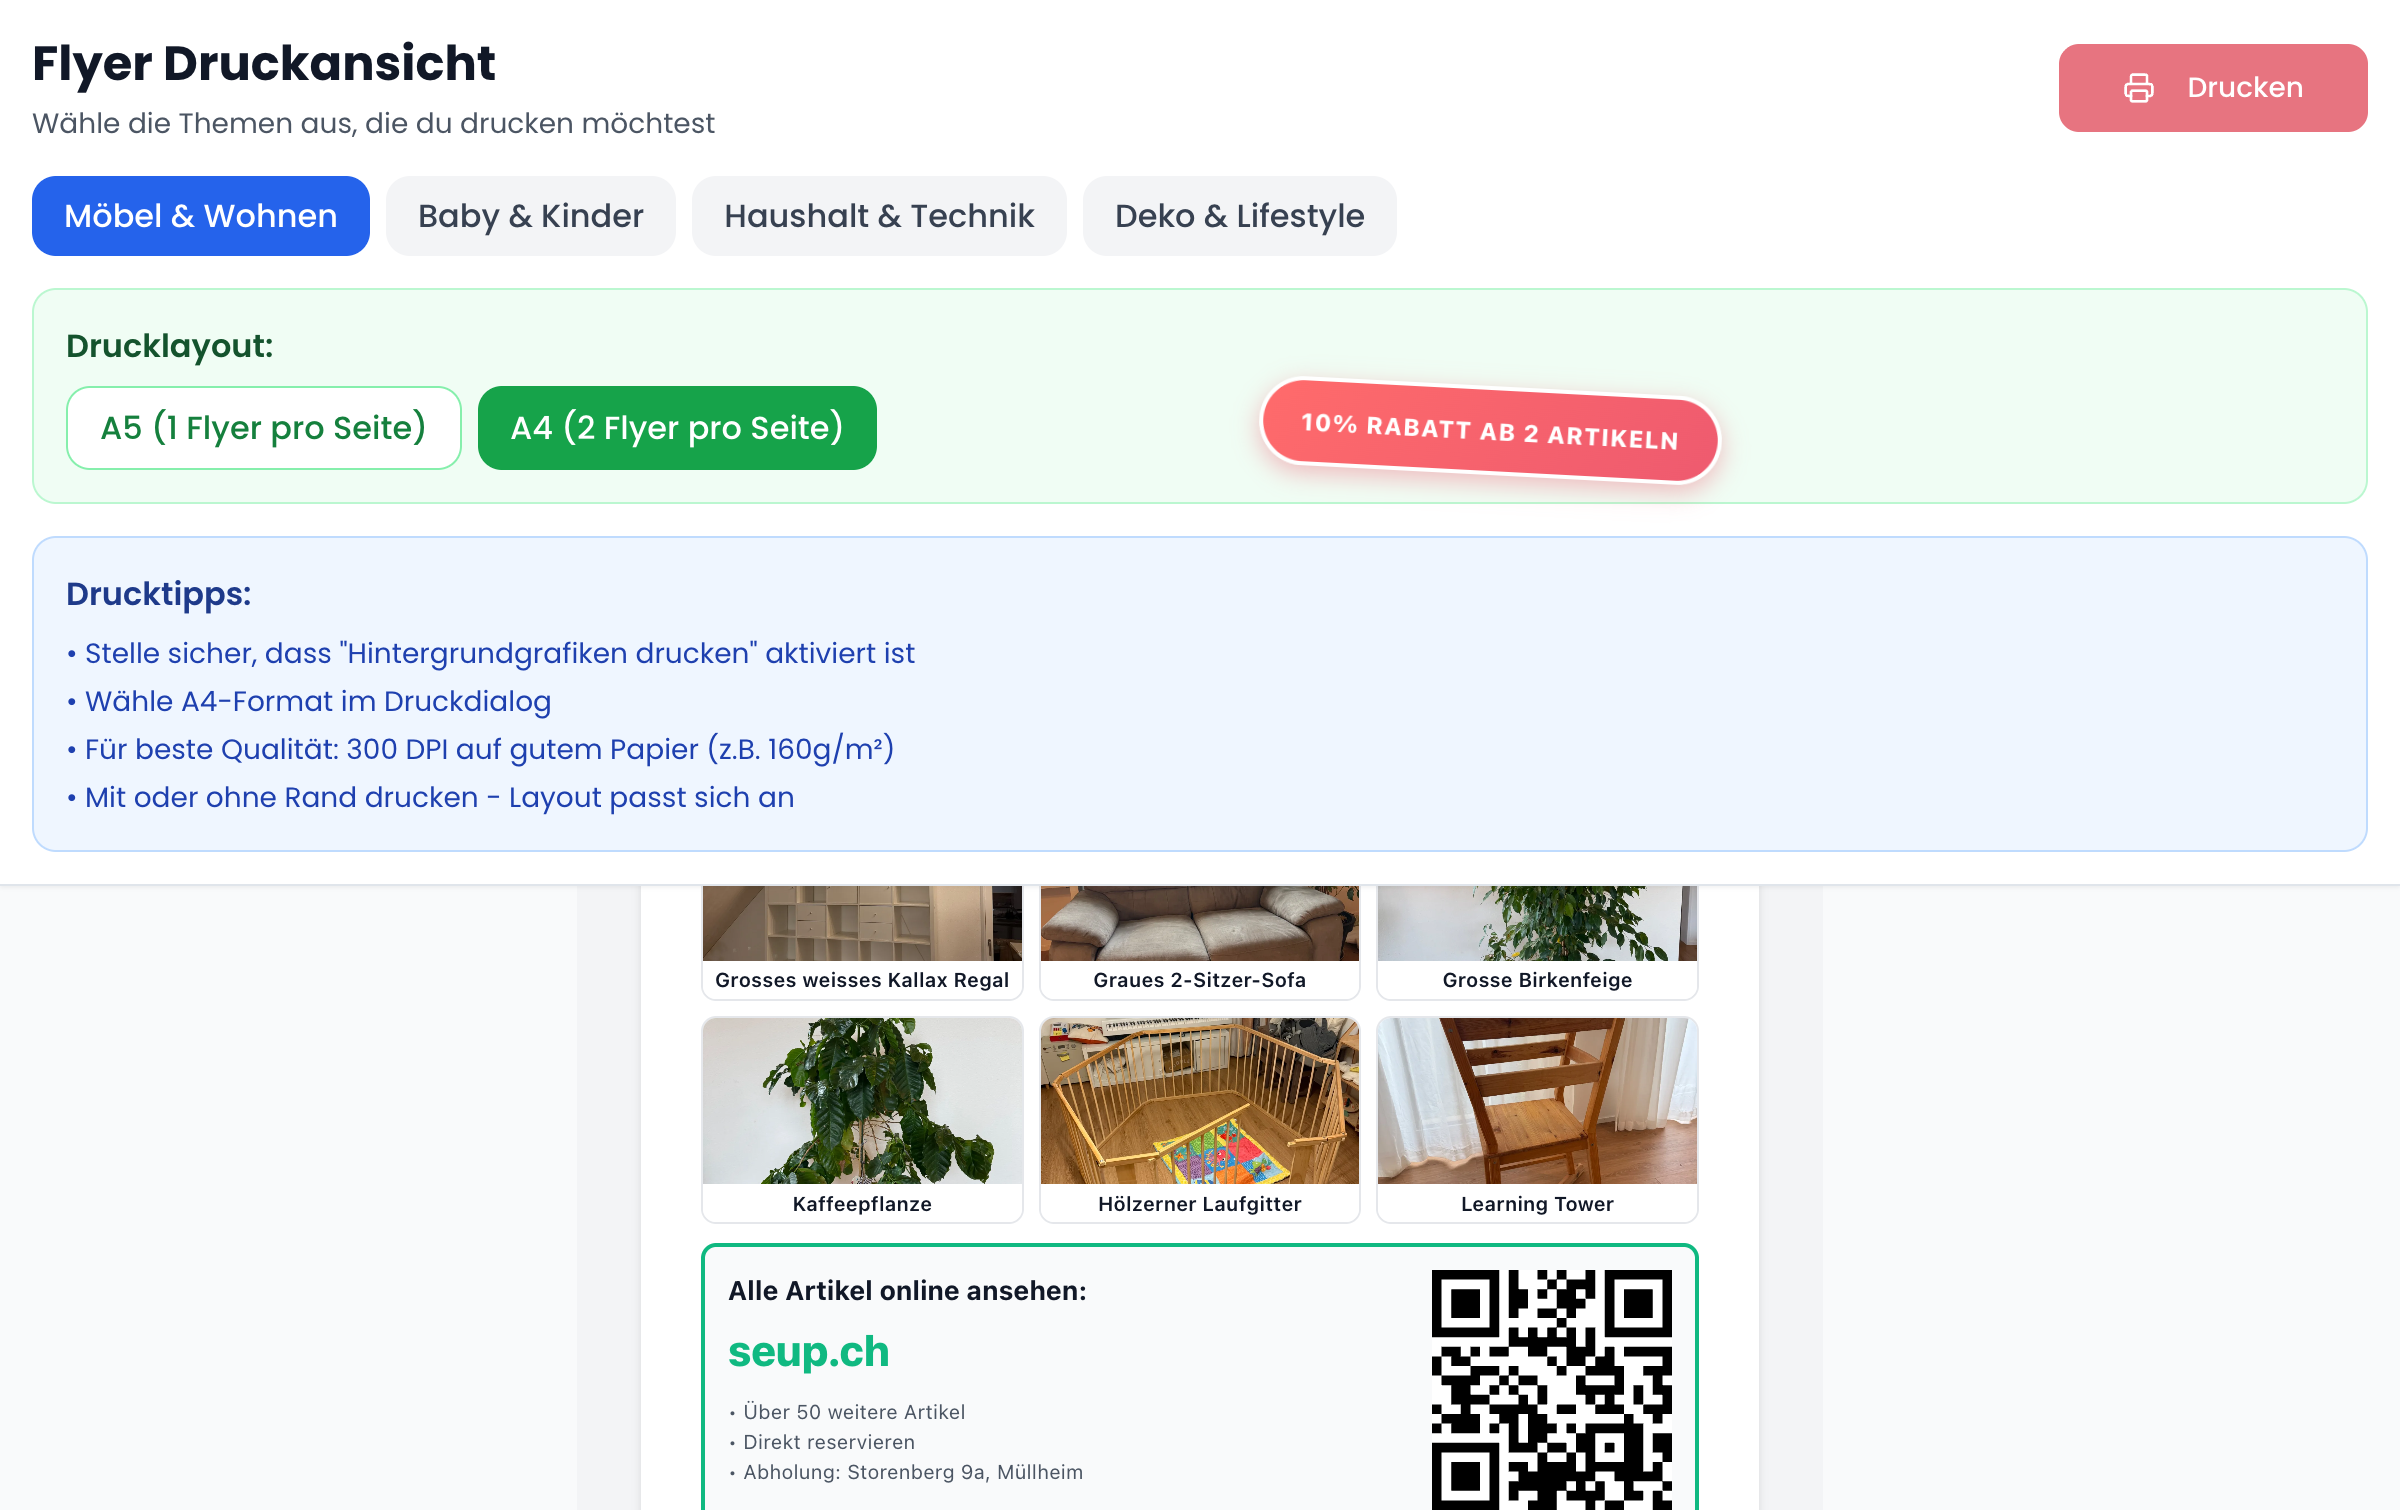 Flyer Druckansicht
Wähle die Themen aus, die du drucken möchtest
Drucken
Möbel & Wohnen
Baby & Kinder
Haushalt & Technik
Deko & Lifestyle
Drucklayout:
A5 (1 Flyer pro Seite)
A4 (2 Flyer pro Seite)
10% RABATT AB 2 ARTIKELN
Drucktipps:
• Stelle sicher, dass "Hintergrundgrafiken drucken" aktiviert ist
• Wähle A4-Format im Druckdialog
• Für beste Qualität: 300 DPI auf gutem Papier (z.B. 160g/m²)
• Mit oder ohne Rand drucken - Layout passt sich an
Grosses weisses Kallax Regal
Graues 2-Sitzer-Sofa
Grosse Birkenfeige
Kaffeepflanze
Hölzerner Laufgitter
Learning Tower
Alle Artikel online ansehen:
seup.ch
• Über 50 weitere Artikel
• Direkt reservieren
• Abholung: Storenberg 9a, Müllheim